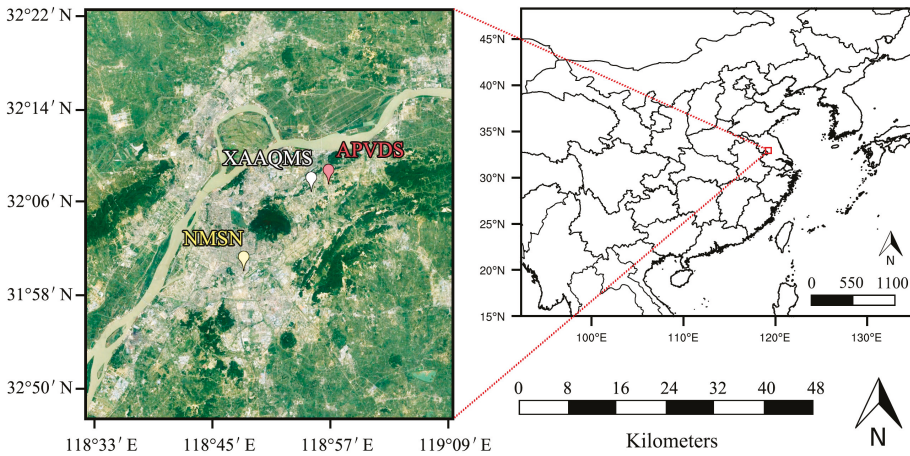 32°22′ N
32°14′ N
32°06′ N
31°58′ N
32°50′ N
118°33′ E
118°45′ E
118°57′ E
119°09′ E
XAAQMS
APVDS
NMSN
45°N
40°N
35°N
30°N
25°N
20°N
15°N
100°E
110°E
120°E
130°E
N
0 550 1100
0 8 16 24 32 40 48
Kilometers
N